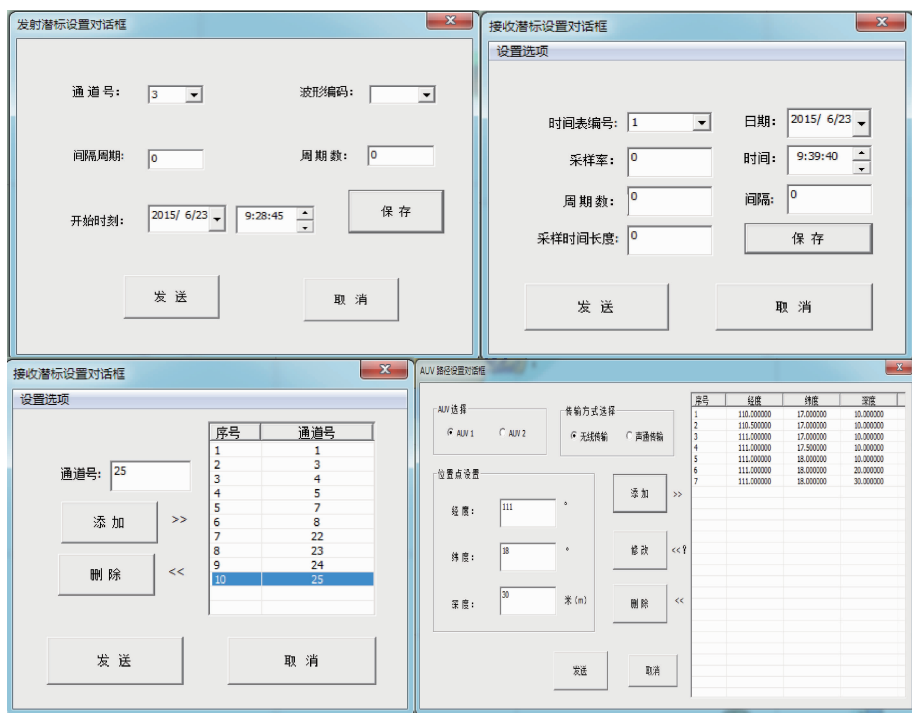 发射潜标设置对话框
通 道 号:
3
波形编码:
间隔周期:
0
周 期 数:
0
开始时刻:
2015/ 6/23
9:28:45
保 存
发 送
取 消
接收潜标设置对话框
设置选项
时间表编号:
1
日期:
2015/ 6/23
采样率:
0
时间:
9:39:40
周 期 数:
0
间隔:
0
采样时间长度:
0
保 存
发 送
取 消
接收潜标设置对话框
设置选项
通道号:
25
添 加
>>
删 除
<<
序号 通道号
1 1
2 3
3 4
4 5
5 7
6 8
7 22
8 23
9 24
10 25
发 送
取 消
AUV 路径设置对话框
AUV 选择
AUV 1
AUV 2
传输方式选择
无线传输
声通传输
位置点设置
经 度:
111
°
纬 度:
18
°
深 度:
30
米(m)
添 加
>>
修 改
<<?
删 除
<<
发送
取消
序号 经度 纬度 深度
1 110.000000 17.000000 10.000000
2 110.500000 17.000000 10.000000
3 111.000000 17.000000 10.000000
4 111.000000 17.500000 10.000000
5 111.000000 18.000000 10.000000
6 111.000000 18.000000 20.000000
7 111.000000 18.000000 30.000000